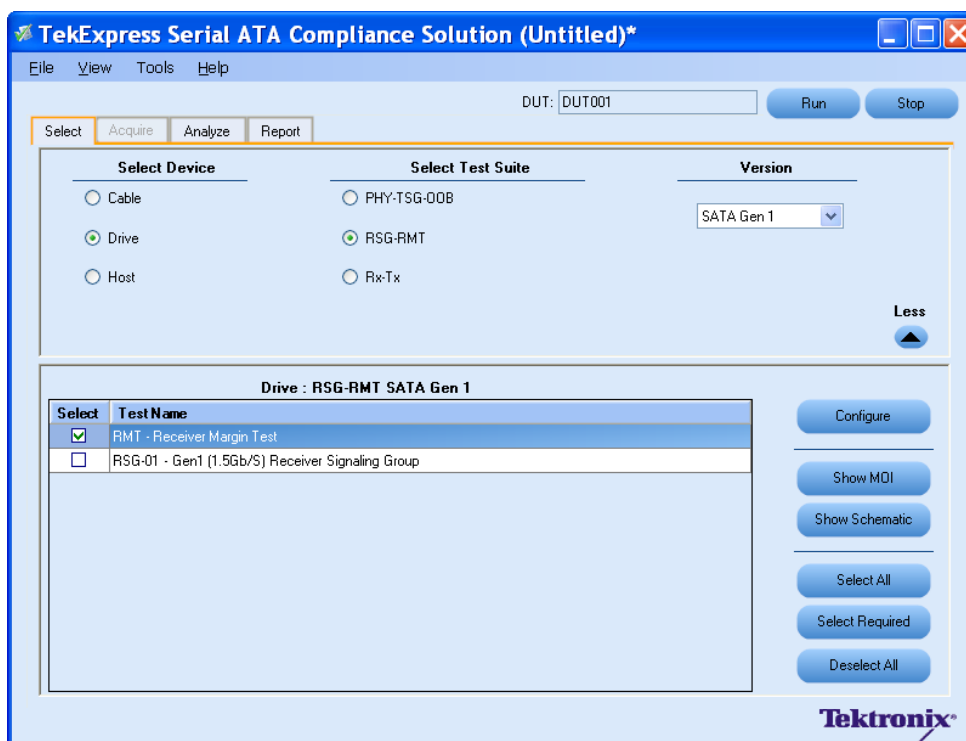 TekExpress Serial ATA Compliance Solution (Untitled)*
File View Tools Help
DUT: DUT001 Run Stop
Select Acquire Analyze Report
Select Device Select Test Suite Version
Cable PHY-TSG-OOB
SATA Gen 1
Drive RSG-RMT
Host Rx-Tx
Less
Drive : RSG-RMT SATA Gen 1
Select Test Name
RMT - Receiver Margin Test
RSG-01 - Gen1 (1.5Gb/S) Receiver Signaling Group
Configure
Show MOI
Show Schematic
Select All
Select Required
Deselect All
Tektronix®